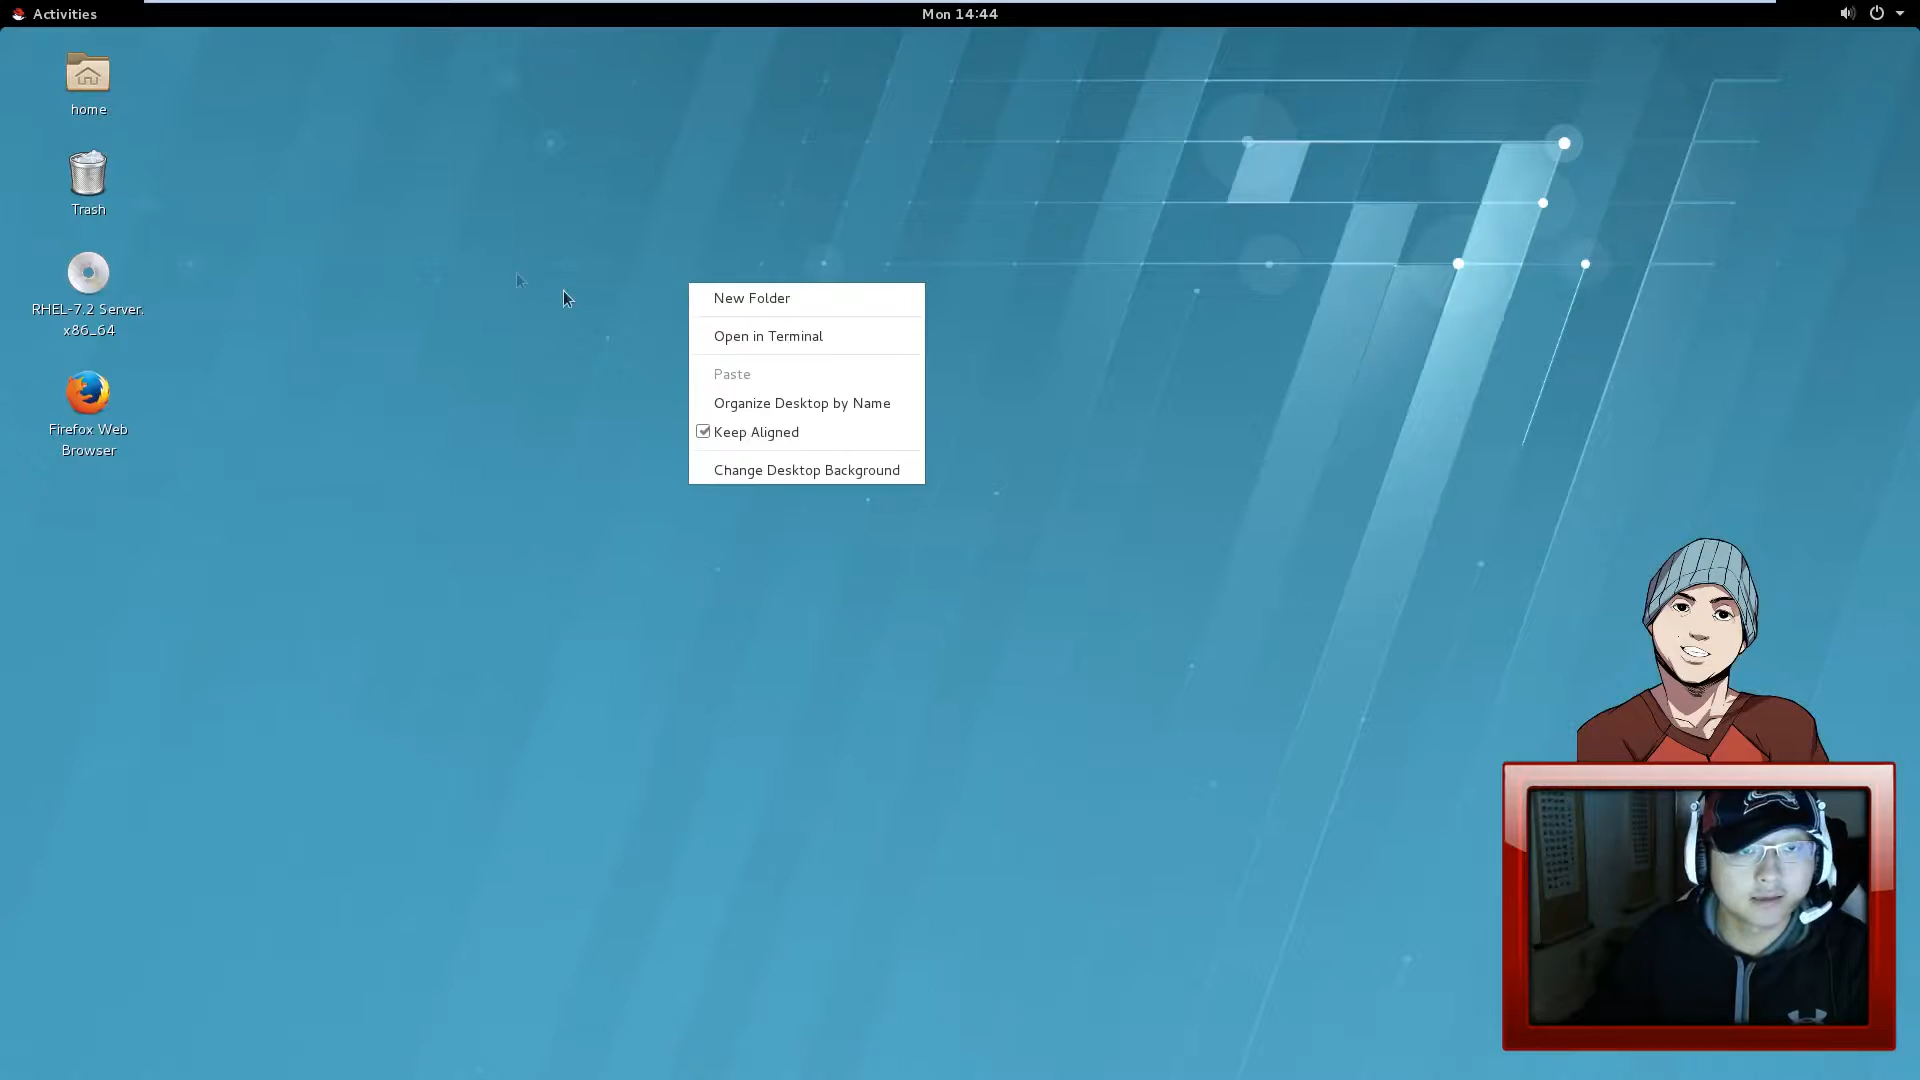 Activities
Mon 14:44
home
Trash
RHEL-7.2 Server.
x86_64
Firefox Web
Browser
New Folder
Open in Terminal
Paste
Organize Desktop by Name
Keep Aligned
Change Desktop Background